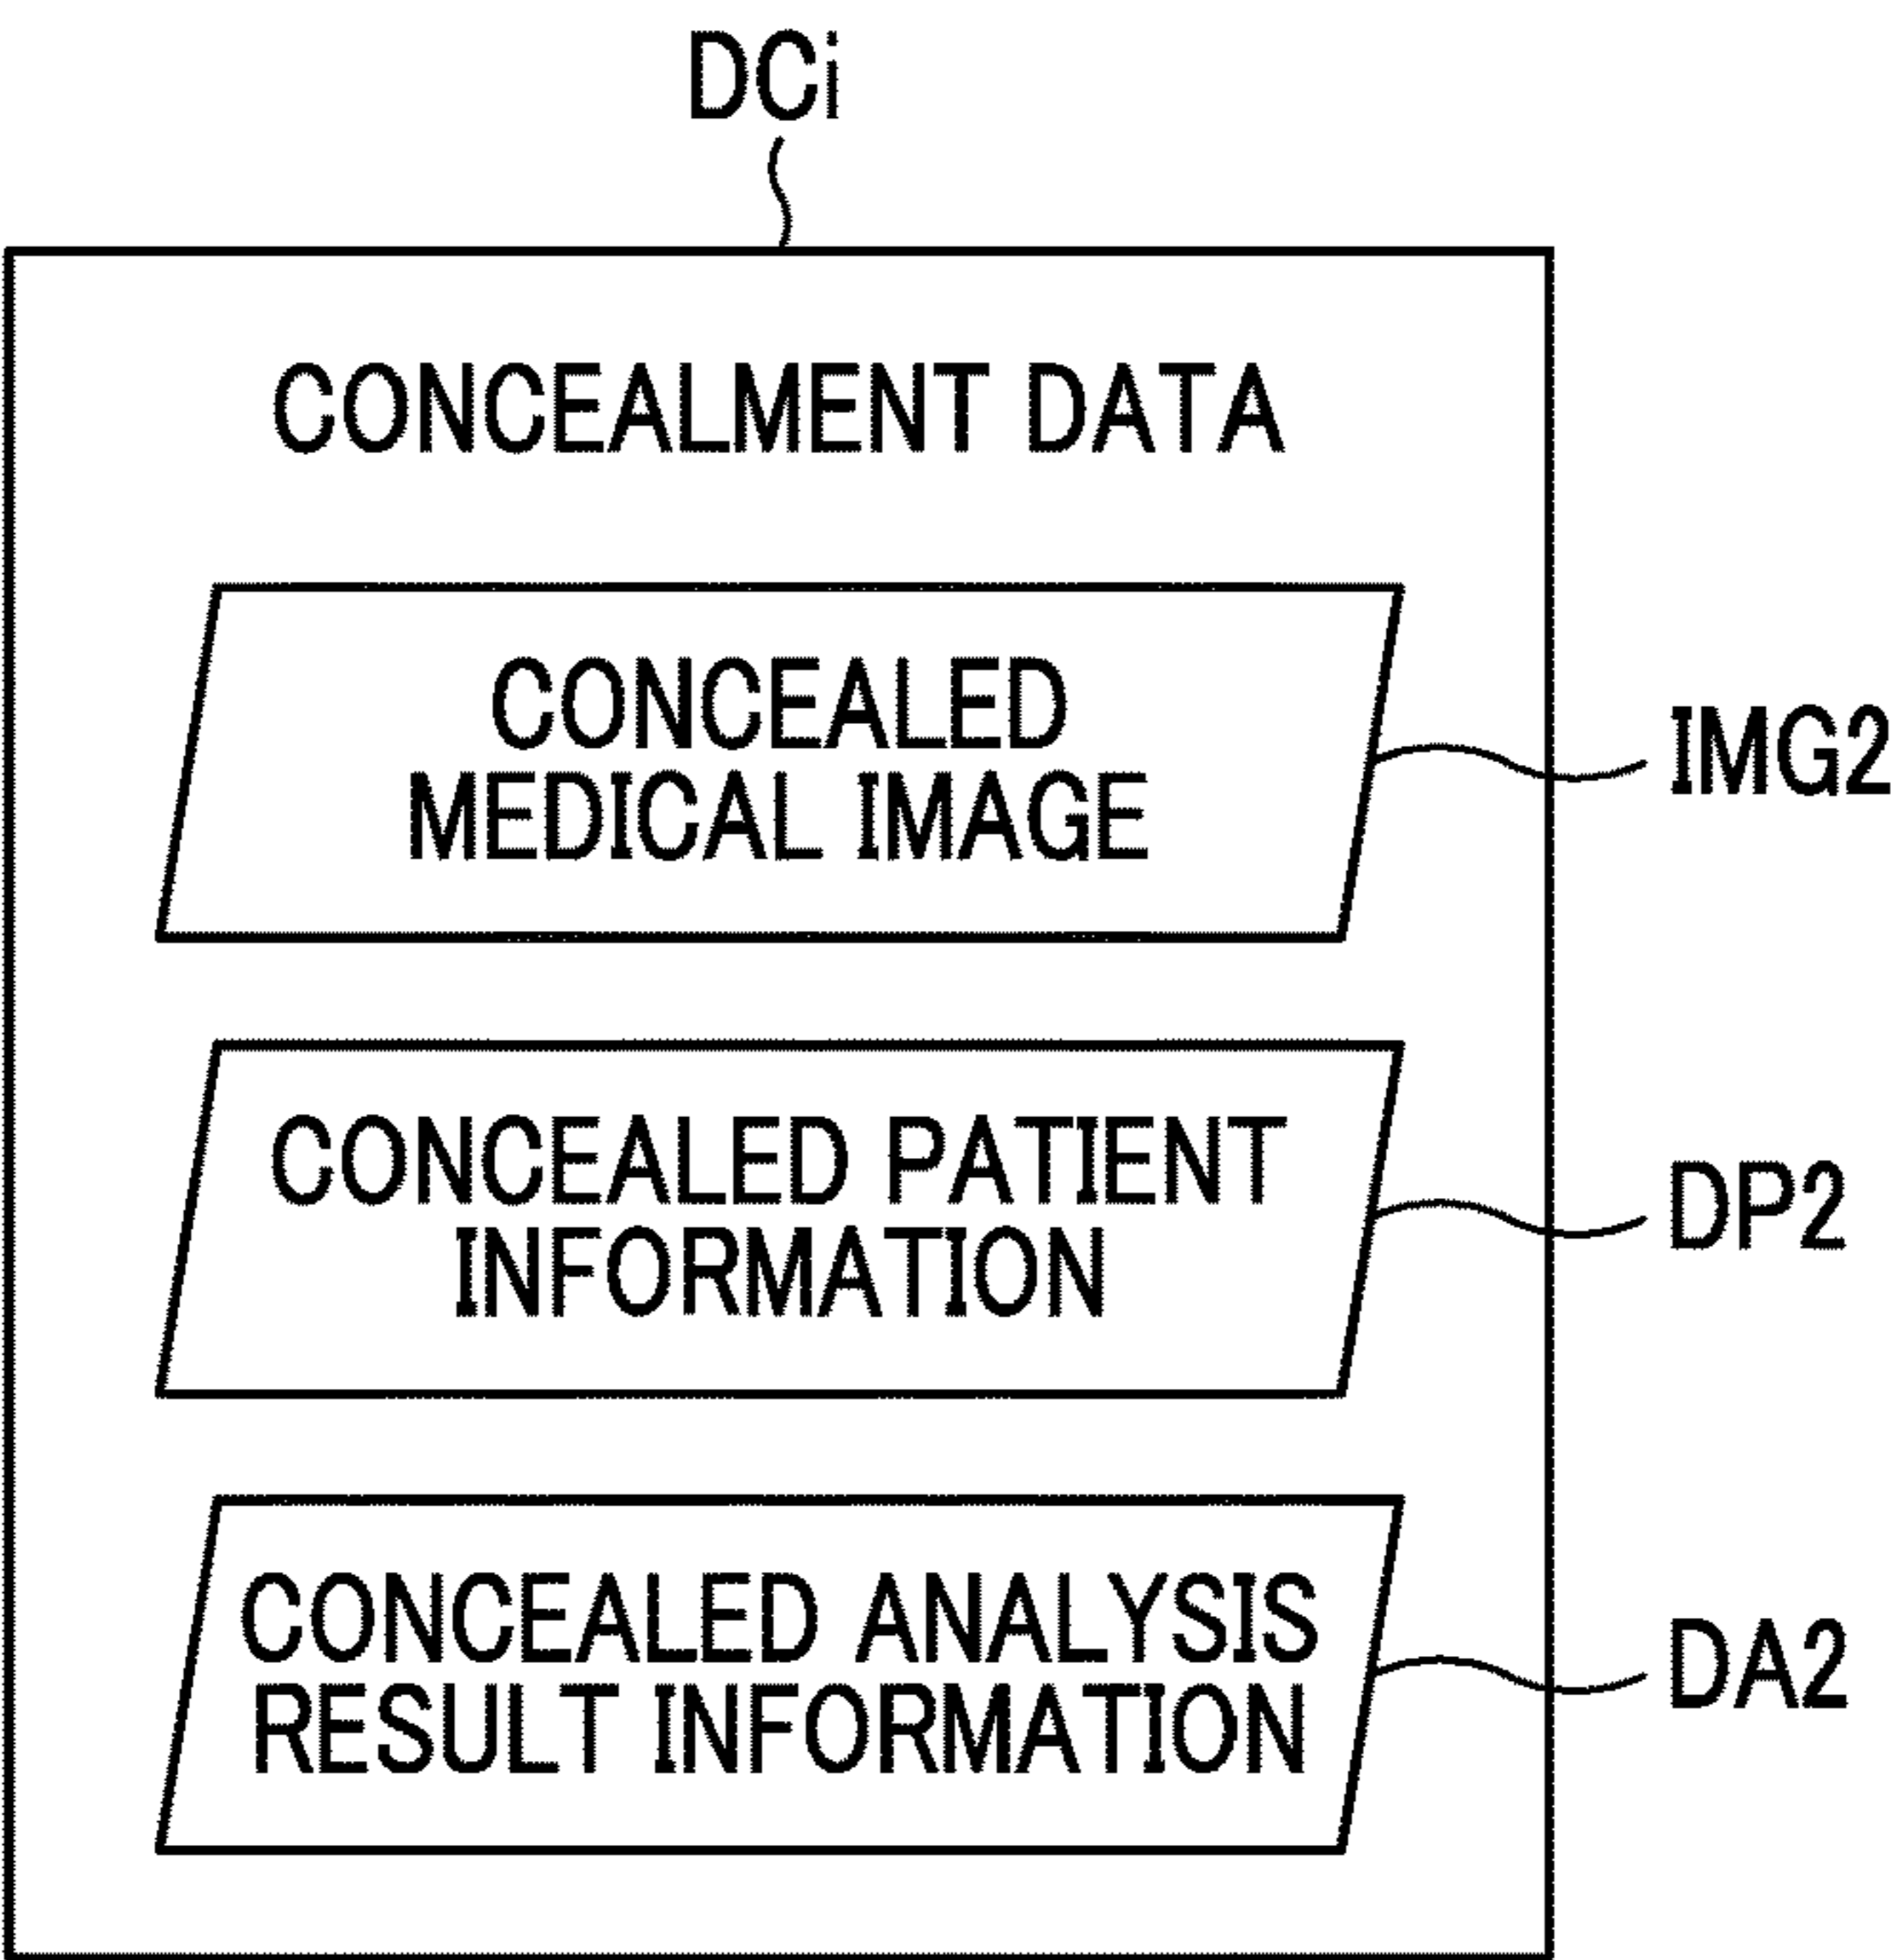 DCi
CONCEALMENT DATA
CONCEALED
MEDICAL IMAGE
IMG2
CONCEALED PATIENT
INFORMATION
DP2
CONCEALED ANALYSIS
RESULT INFORMATION
DA2